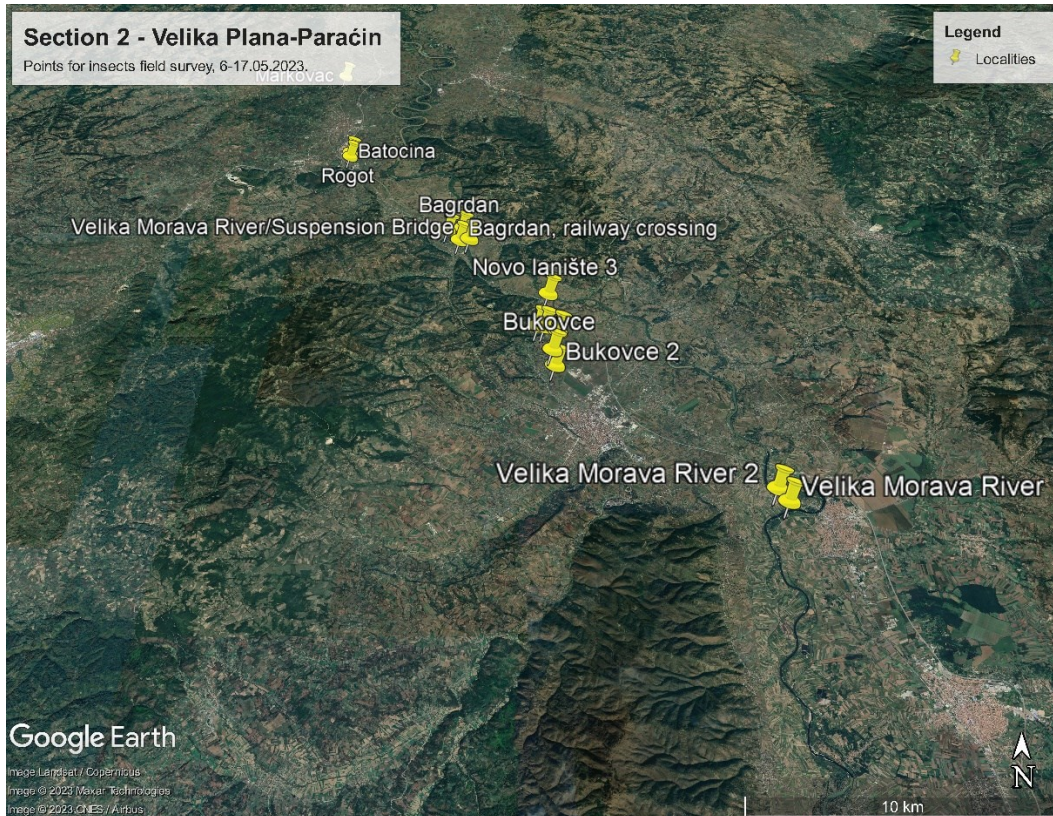 Section 2 - Velika Plana-Paraćin
Points for insects field survey, 6-17.05.2023.
Legend
Localities
Markovac
Batocina
Rogot
Bagrdan
Velika Morava River/Suspension Bridge
Bagrdan, railway crossing
Novo lanište 3
Bukovce
Bukovce 2
Velika Morava River 2
Velika Morava River
Google Earth
Image Landsat / Copernicus
Image © 2023 Maxar Technologies
Image © 2023 CNES / Airbus
N
10 km